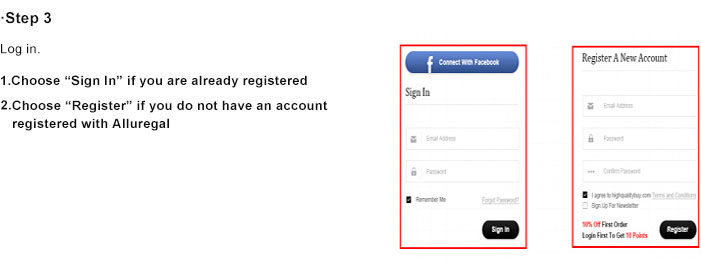 ·Step 3
Log in.
1.Choose “Sign In” if you are already registered
2.Choose “Register” if you do not have an account
registered with Alluregal
Connect With Facebook
Sign In
Email Address
Password
Remember Me
Forgot Password?
Sign In
Register A New Account
Email Address
Password
Confirm Password
I agree to highqualitybuy.com Terms and Conditions
Sign Up For Newsletter
10% Off First Order
Login First To Get 10 Points
Register